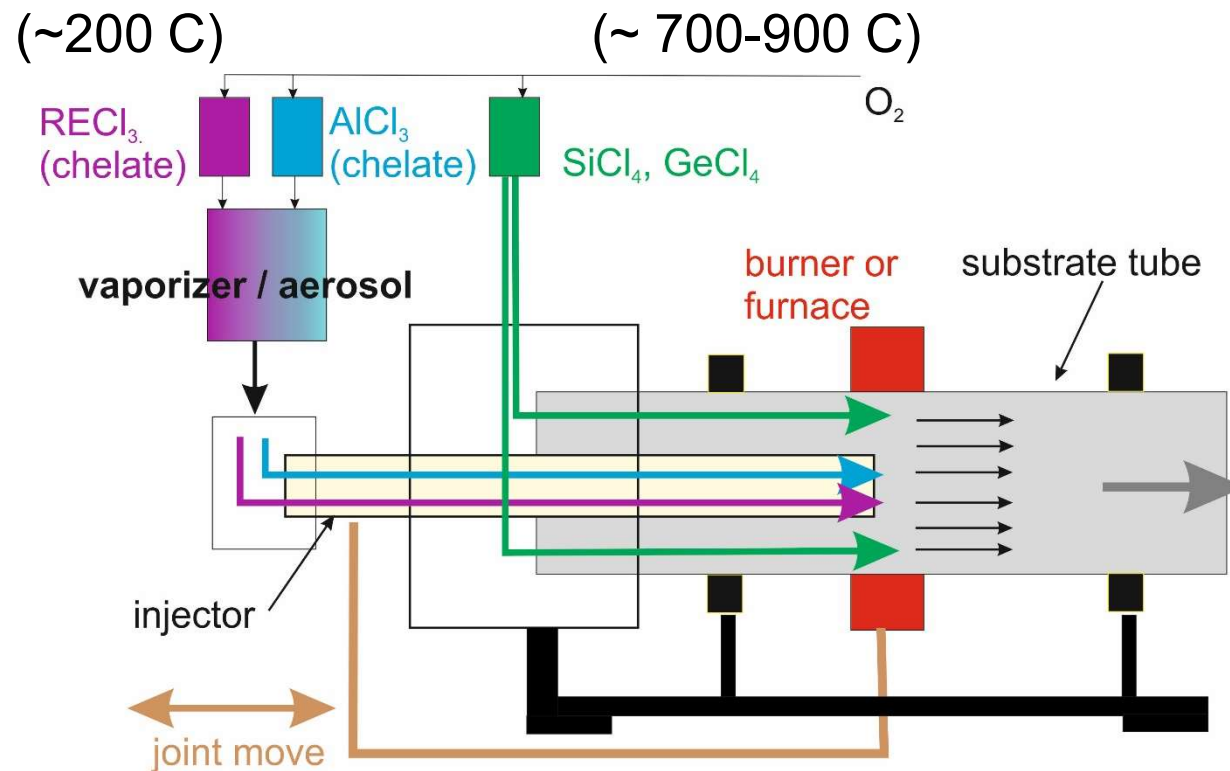 (~200 C)
(~ 700-900 C)
O₂
RECl₃.
(chelate)
AlCl₃
(chelate)
SiCl₄, GeCl₄
vaporizer / aerosol
burner or
furnace
substrate tube
injector
joint move